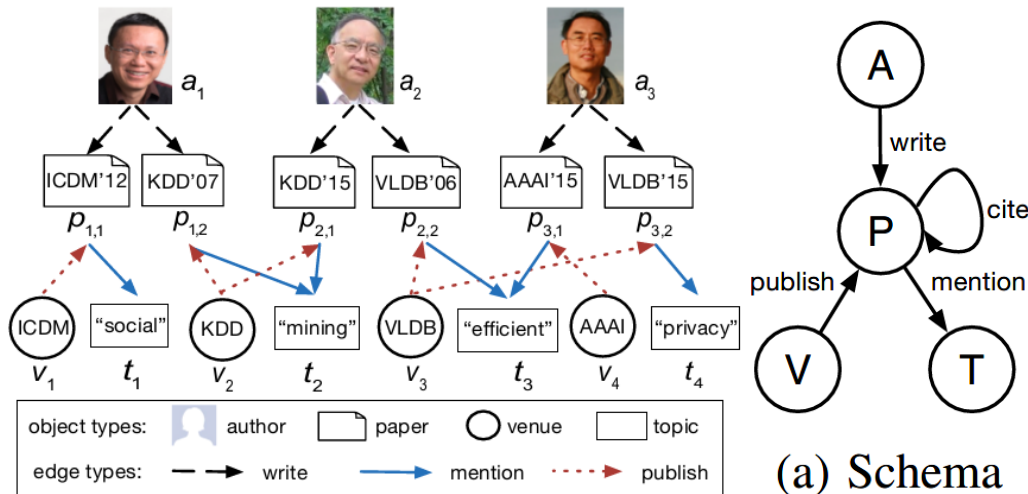 a1 a2 a3
ICDM'12 KDD'07 KDD'15 VLDB'06 AAAI'15 VLDB'15
p1,1 p1,2 p2,1 p2,2 p3,1 p3,2
ICDM "social" KDD "mining" VLDB "efficient" AAAI "privacy"
v1 t1 v2 t2 v3 t3 v4 t4
object types: author paper venue topic
edge types: write mention publish
A
write
P
cite
publish mention
V T
(a) Schema